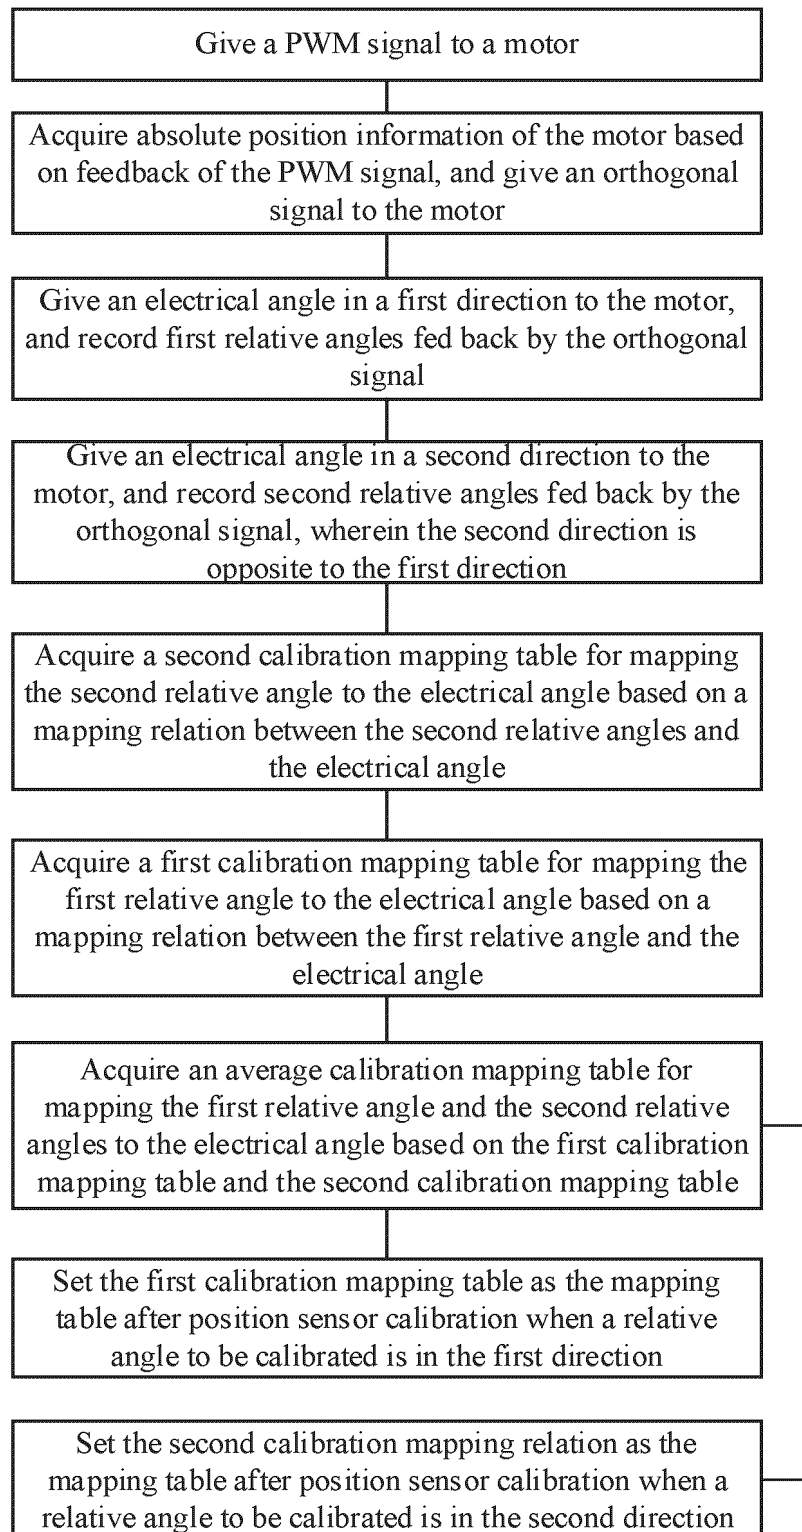 Give a PWM signal to a motor
Acquire absolute position information of the motor based
on feedback of the PWM signal, and give an orthogonal
signal to the motor
Give an electrical angle in a first direction to the motor,
and record first relative angles fed back by the orthogonal
signal
Give an electrical angle in a second direction to the
motor, and record second relative angles fed back by the
orthogonal signal, wherein the second direction is
opposite to the first direction
Acquire a second calibration mapping table for mapping
the second relative angle to the electrical angle based on a
mapping relation between the second relative angles and
the electrical angle
Acquire a first calibration mapping table for mapping the
first relative angle to the electrical angle based on a
mapping relation between the first relative angle and the
electrical angle
Acquire an average calibration mapping table for
mapping the first relative angle and the second relative
angles to the electrical angle based on the first calibration
mapping table and the second calibration mapping table
Set the first calibration mapping table as the mapping
table after position sensor calibration when a relative
angle to be calibrated is in the first direction
Set the second calibration mapping relation as the
mapping table after position sensor calibration when a
relative angle to be calibrated is in the second direction